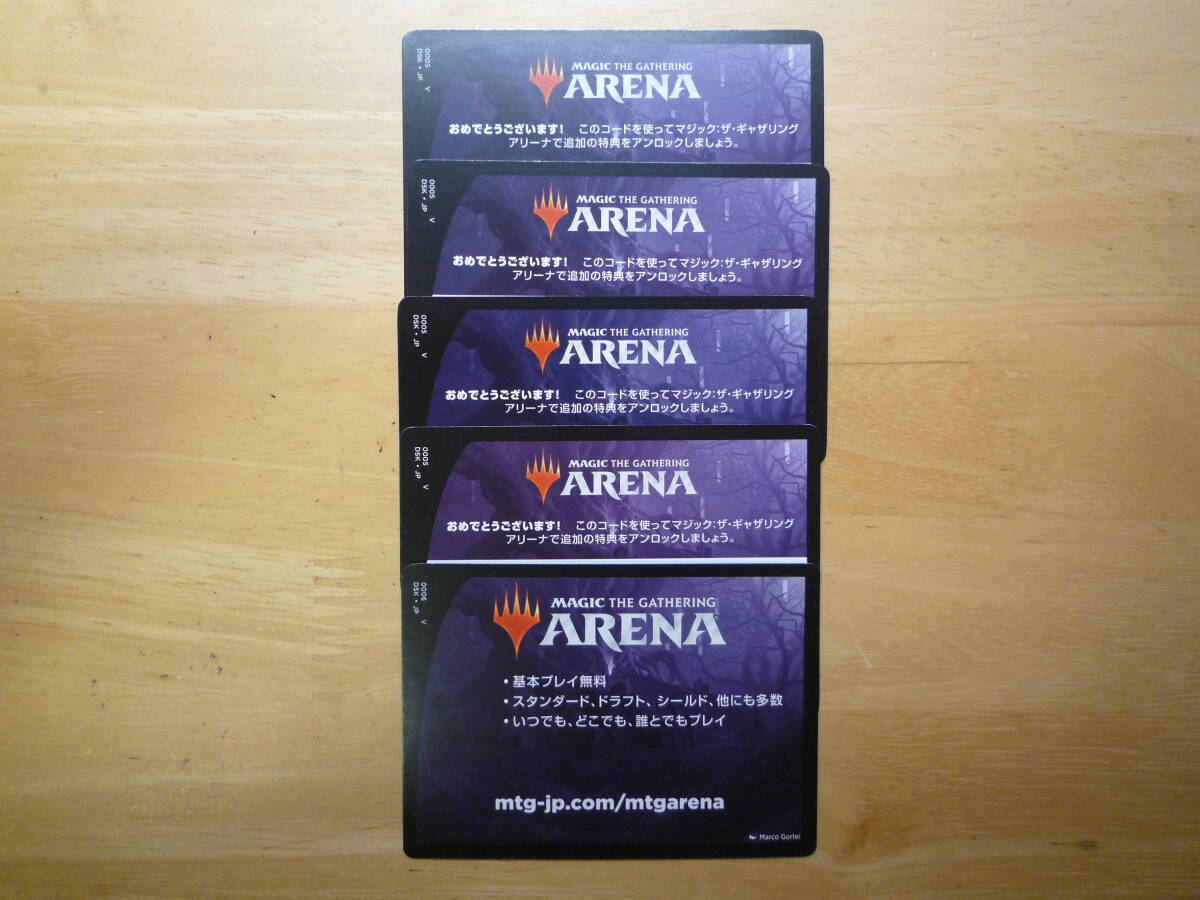 0005 V
DSK • JP
MAGIC THE GATHERING
ARENA
おめでとうございます! このコードを使ってマジック:ザ・ギャザリング
アリーナで追加の特典をアンロックしましょう。
0005 V
DSK • JP
MAGIC THE GATHERING
ARENA
おめでとうございます! このコードを使ってマジック:ザ・ギャザリング
アリーナで追加の特典をアンロックしましょう。
0005 V
DSK • JP
MAGIC THE GATHERING
ARENA
おめでとうございます! このコードを使ってマジック:ザ・ギャザリング
アリーナで追加の特典をアンロックしましょう。
0005 V
DSK • JP
MAGIC THE GATHERING
ARENA
おめでとうございます! このコードを使ってマジック:ザ・ギャザリング
アリーナで追加の特典をアンロックしましょう。
0006 V
DSK • JP
MAGIC THE GATHERING
ARENA
・基本プレイ無料
・スタンダード、ドラフト、シールド、他にも多数
・いつでも、どこでも、誰とでもプレイ
mtg-jp.com/mtgarena
Marco Gorlei